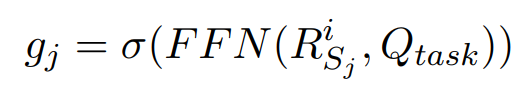 g_j = σ(FFN(R^i_{S_j}, Q_{task}))